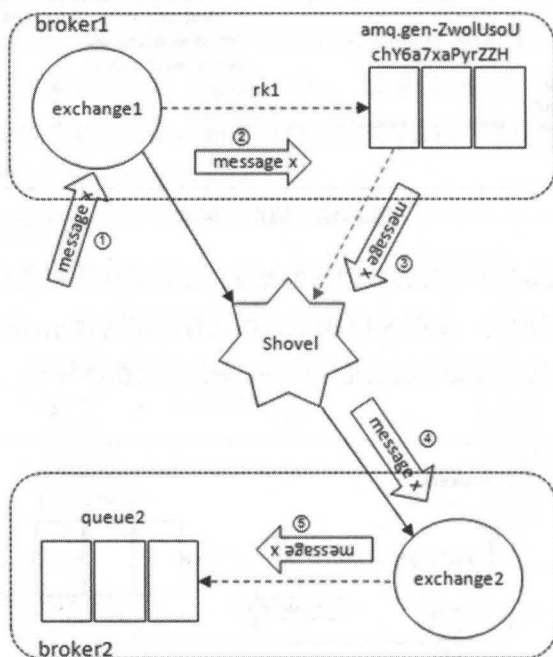 broker1
amq.gen-ZwolUsoU
chY6a7xaPyrZZH
exchange1
rk1
②
message x
message x
①
message x
③
Shovel
message x
④
queue2
⑤
message x
exchange2
broker2